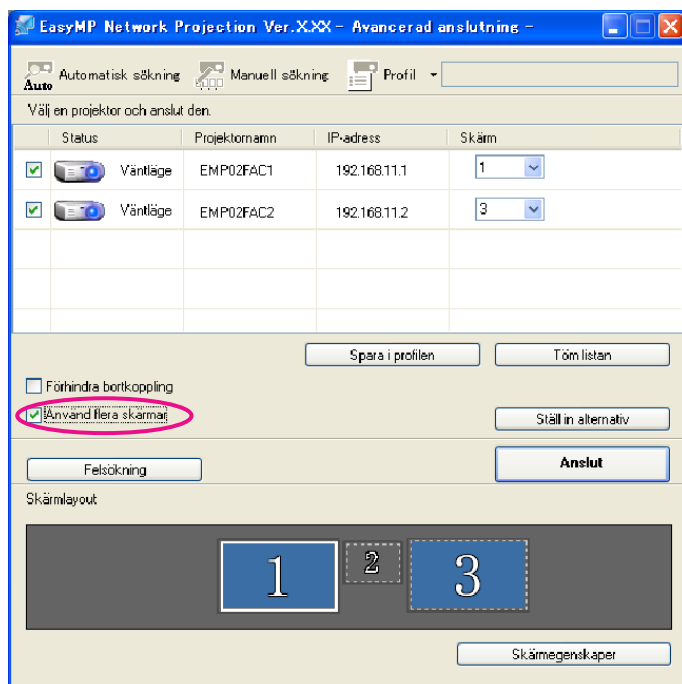 EasyMP Network Projection Ver.X.XX - Avancerad anslutning -
Auto Automatisk sökning Manuell sökning Profil
Välj en projektor och anslut den.
Status Projektornamn IP-adress Skärm
Vänteläge EMP02FAC1 192.168.11.1 1
Vänteläge EMP02FAC2 192.168.11.2 3
Spara i profilen Töm listan
Förhindra bortkoppling
Använd flera skärmar Ställ in alternativ
Felsökning Anslut
Skärmlayout
1 2 3
Skärmegenskaper